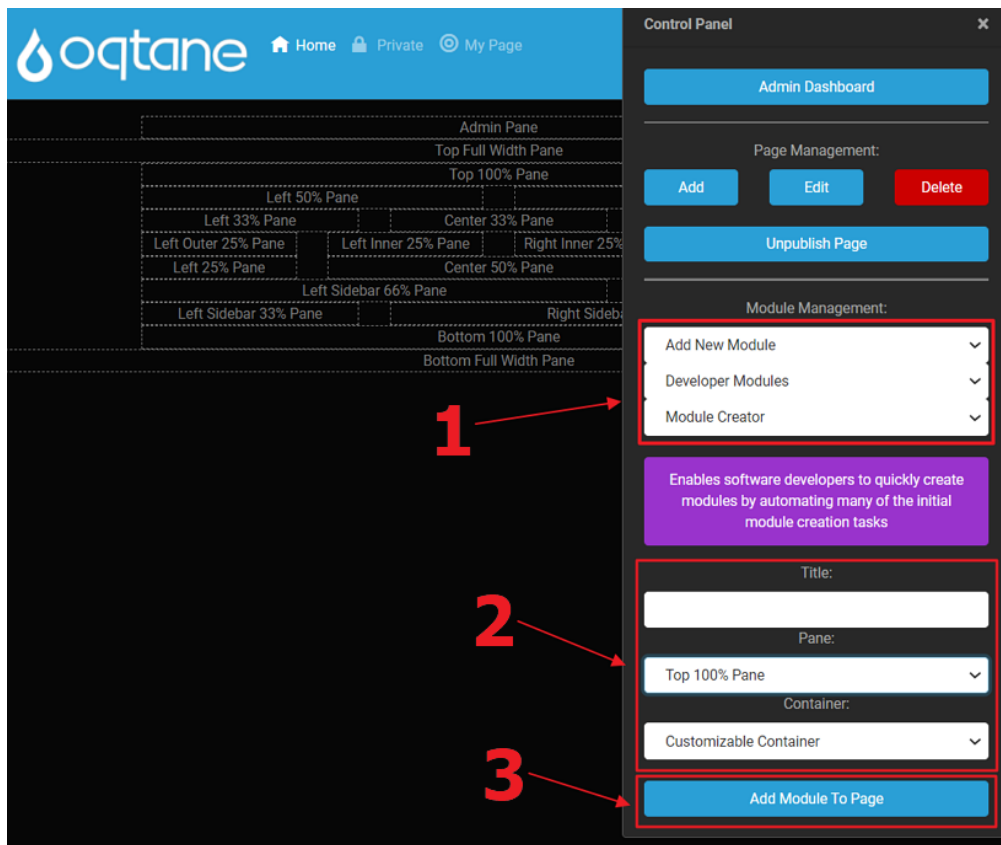 oqtane
Home
Private
My Page
Admin Pane
Top Full Width Pane
Top 100% Pane
Left 50% Pane
Left 33% Pane
Center 33% Pane
Left Outer 25% Pane
Left Inner 25% Pane
Right Inner 25%
Left 25% Pane
Center 50% Pane
Left Sidebar 66% Pane
Left Sidebar 33% Pane
Right Sideba
Bottom 100% Pane
Bottom Full Width Pane
Control Panel
Admin Dashboard
Page Management:
Add
Edit
Delete
Unpublish Page
Module Management:
1
Add New Module
Developer Modules
Module Creator
Enables software developers to quickly create
modules by automating many of the initial
module creation tasks
2
Title:
Pane:
Top 100% Pane
Container:
Customizable Container
3
Add Module To Page